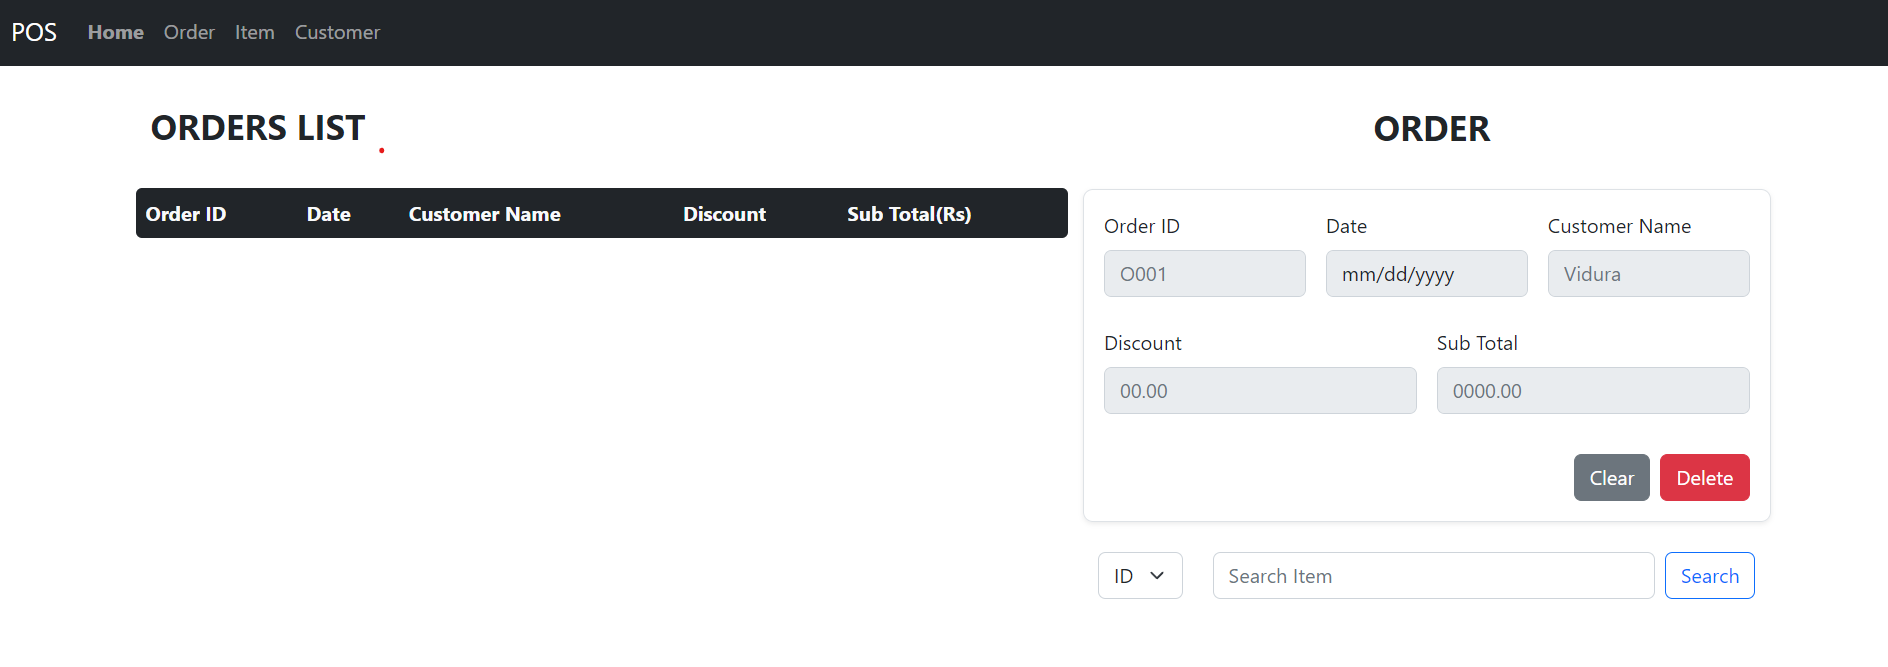 POS Home Order Item Customer
ORDERS LIST
Order ID Date Customer Name Discount Sub Total(Rs)
ORDER
Order ID Date Customer Name
O001 mm/dd/yyyy Vidura
Discount Sub Total
00.00 0000.00
Clear Delete
ID Search Item Search